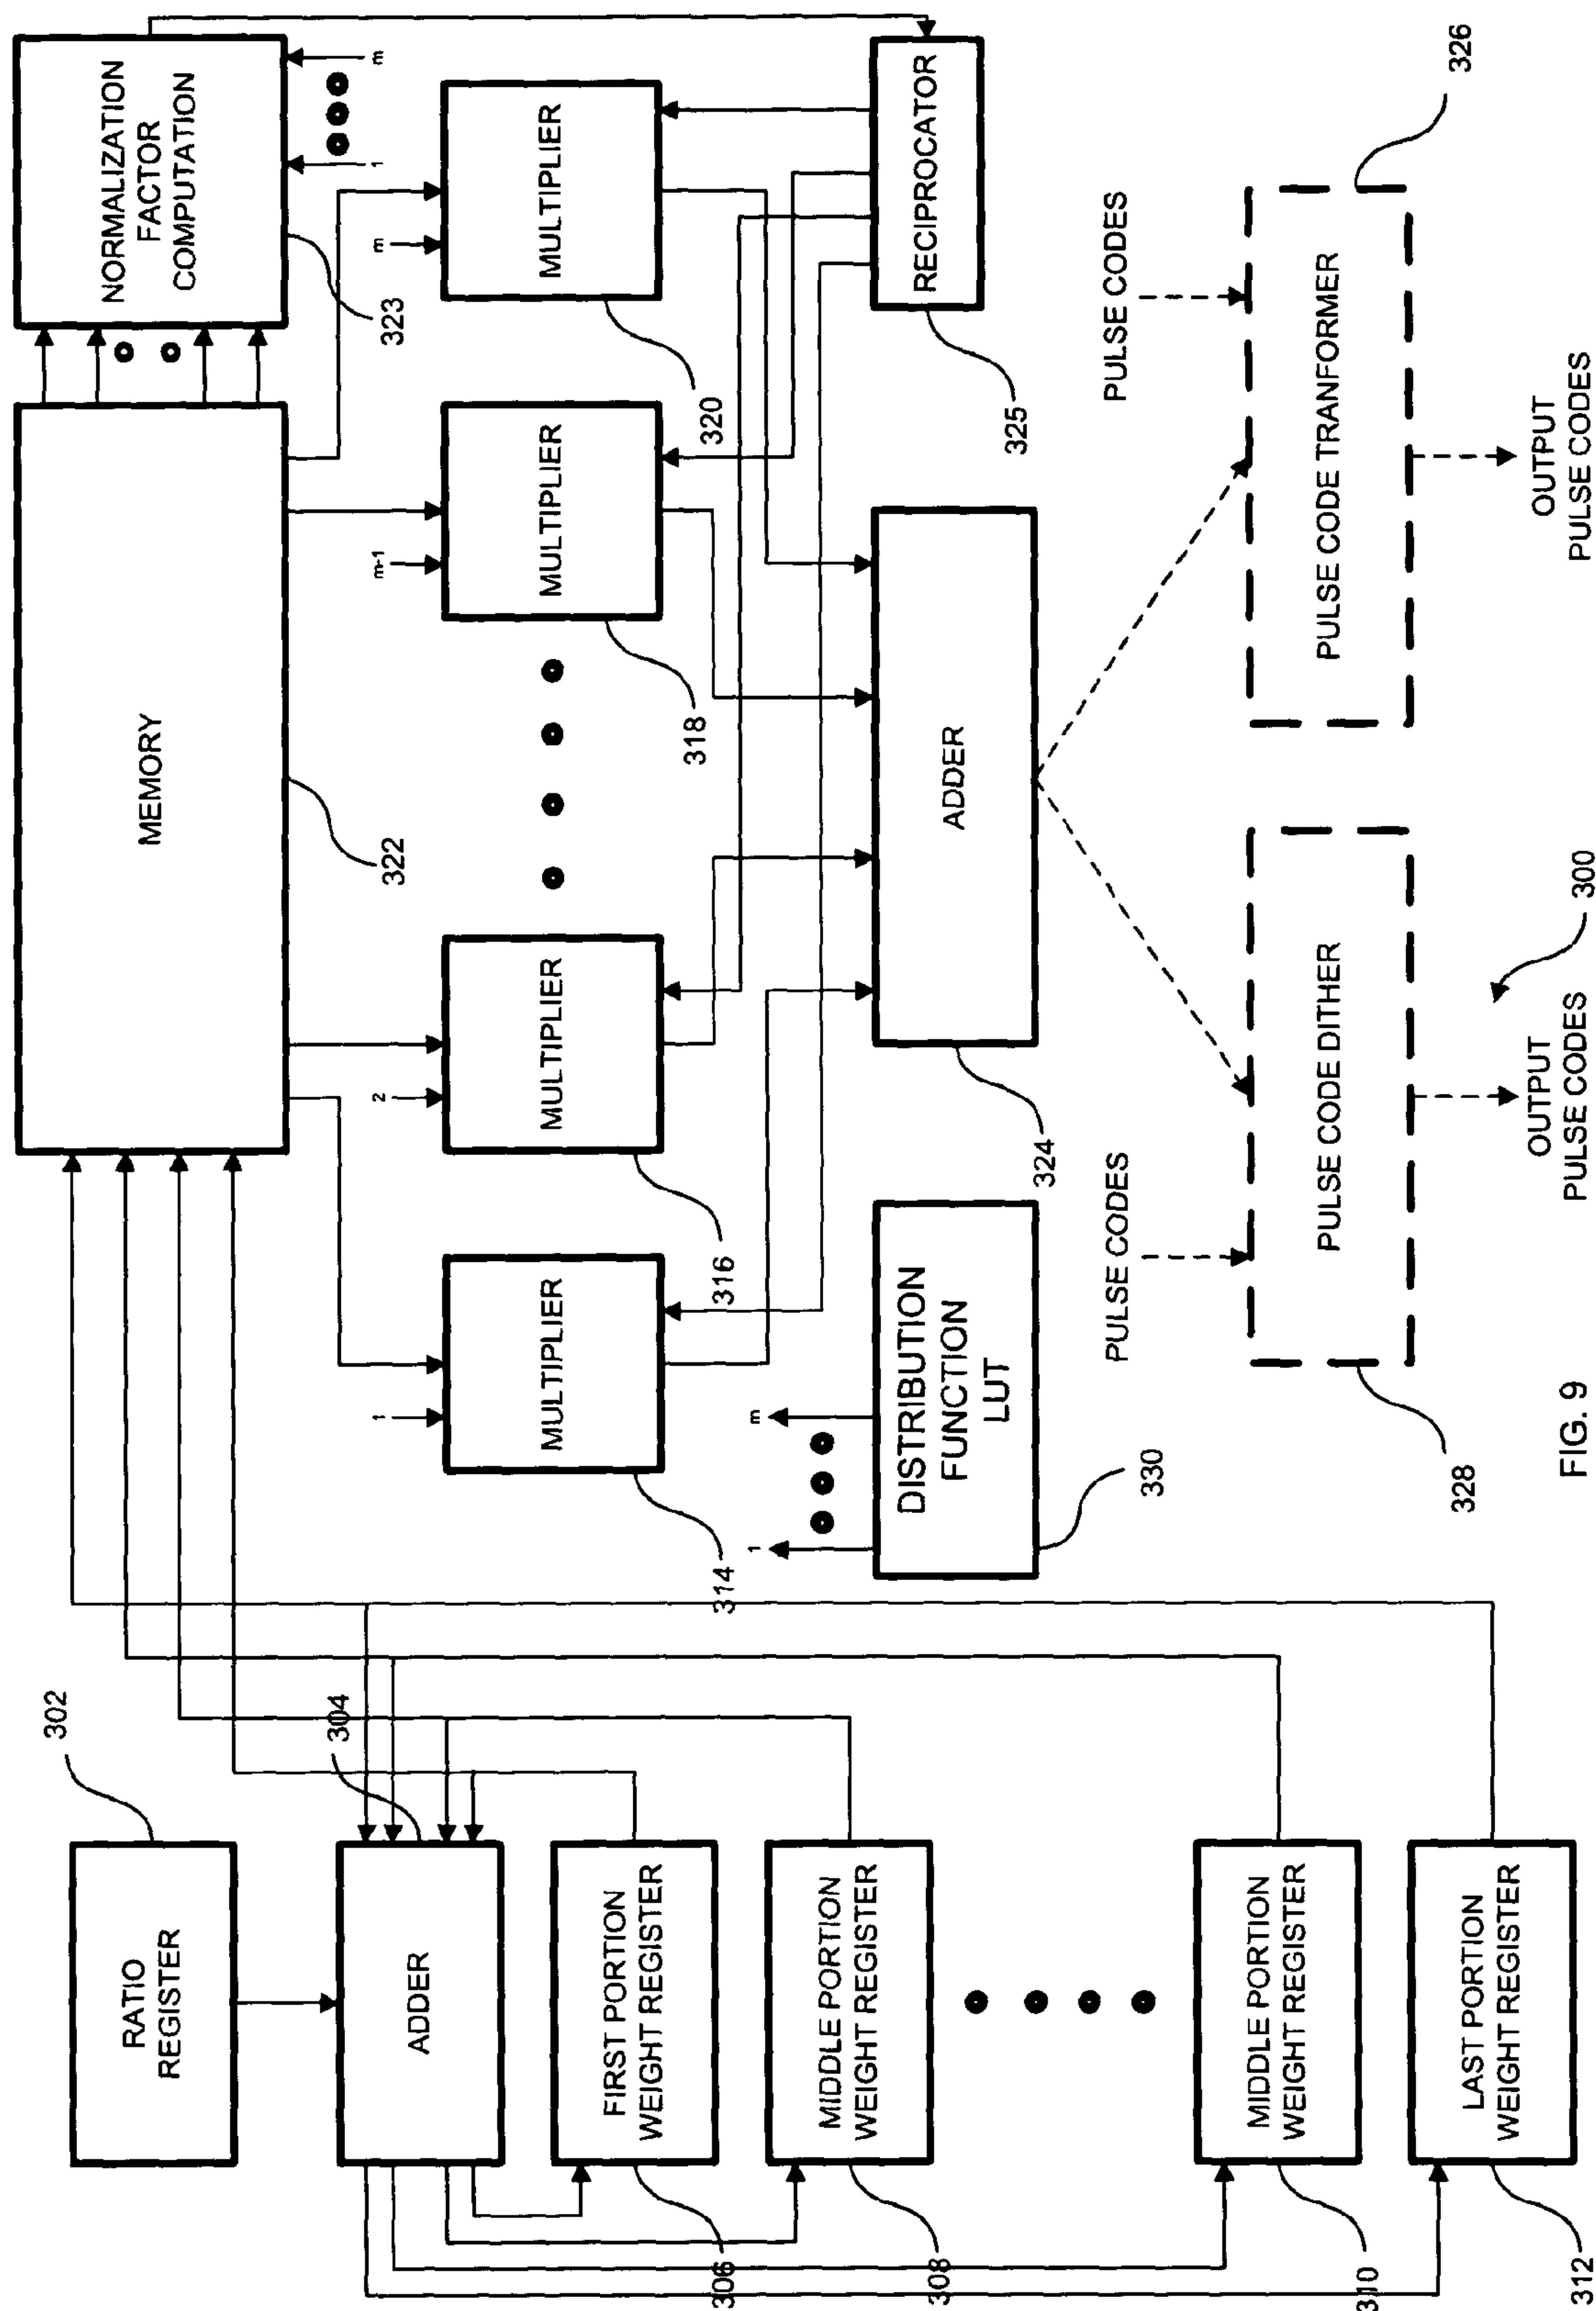 302
RATIO
REGISTER
304
ADDER
FIRST PORTION
WEIGHT REGISTER
306
MIDDLE PORTION
WEIGHT REGISTER
308
MIDDLE PORTION
WEIGHT REGISTER
310
LAST PORTION
WEIGHT REGISTER
312
MEMORY
322
NORMALIZATION
FACTOR
COMPUTATION
323
1
m
1
MULTIPLIER
314
2
MULTIPLIER
316
m-1
MULTIPLIER
318
m
MULTIPLIER
320
1
m
DISTRIBUTION
FUNCTION
LUT
330
ADDER
324
RECIPROCATOR
325
PULSE CODES
PULSE CODE DITHER
328
OUTPUT
PULSE CODES
PULSE CODES
PULSE CODE TRANFORMER
326
OUTPUT
PULSE CODES
300
FIG. 9